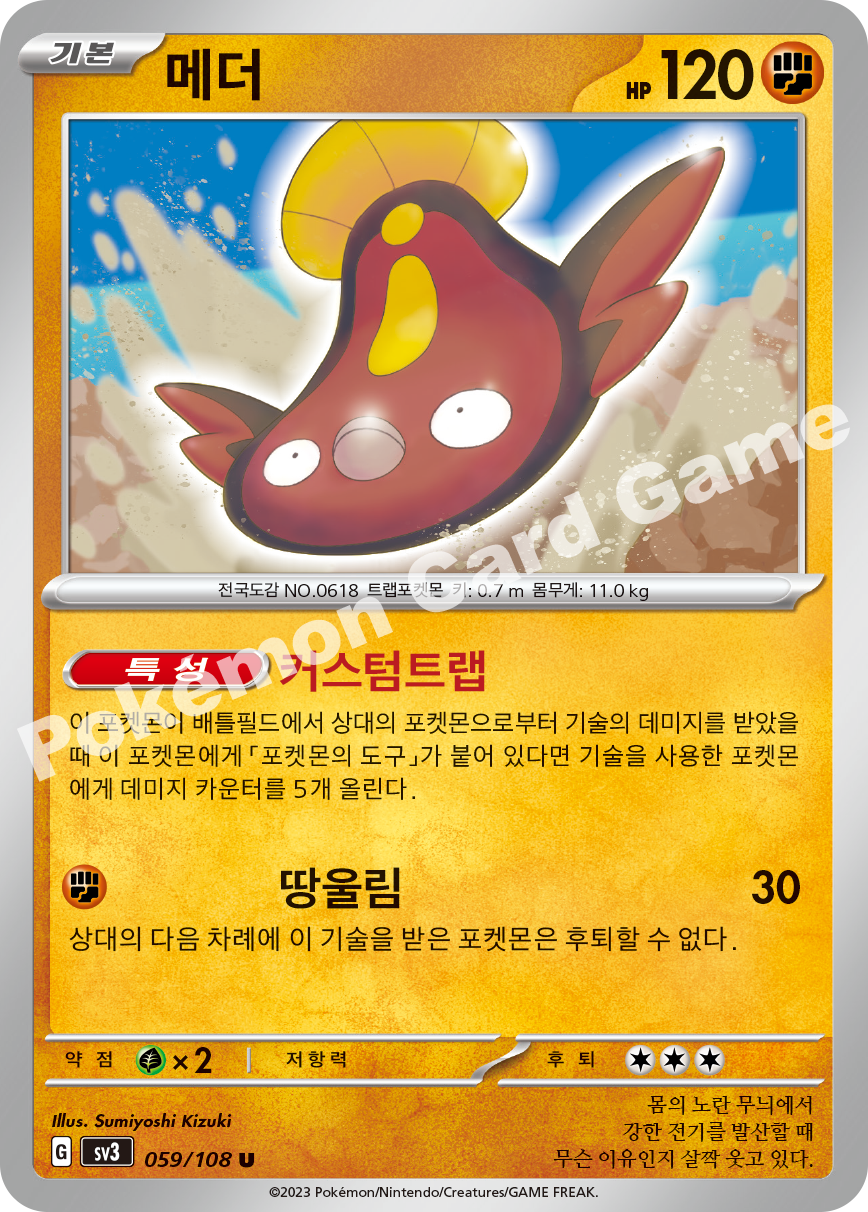 기본 메더 HP 120
전국도감 NO.0618 트랩포켓몬 키: 0.7 m 몸무게: 11.0 kg
특성 커스텀트랩
이 포켓몬이 배틀필드에서 상대의 포켓몬으로부터 기술의 데미지를 받았을
때 이 포켓몬에게 「포켓몬의 도구」가 붙어 있다면 기술을 사용한 포켓몬
에게 데미지 카운터를 5개 올린다.
땅울림 30
상대의 다음 차례에 이 기술을 받은 포켓몬은 후퇴할 수 없다.
약점 ×2 저항력 후퇴
Illus. Sumiyoshi Kizuki
G sv3 059/108 U
몸의 노란 무늬에서
강한 전기를 발산할 때
무슨 이유인지 살짝 웃고 있다.
©2023 Pokémon/Nintendo/Creatures/GAME FREAK.
Pokémon Card Game